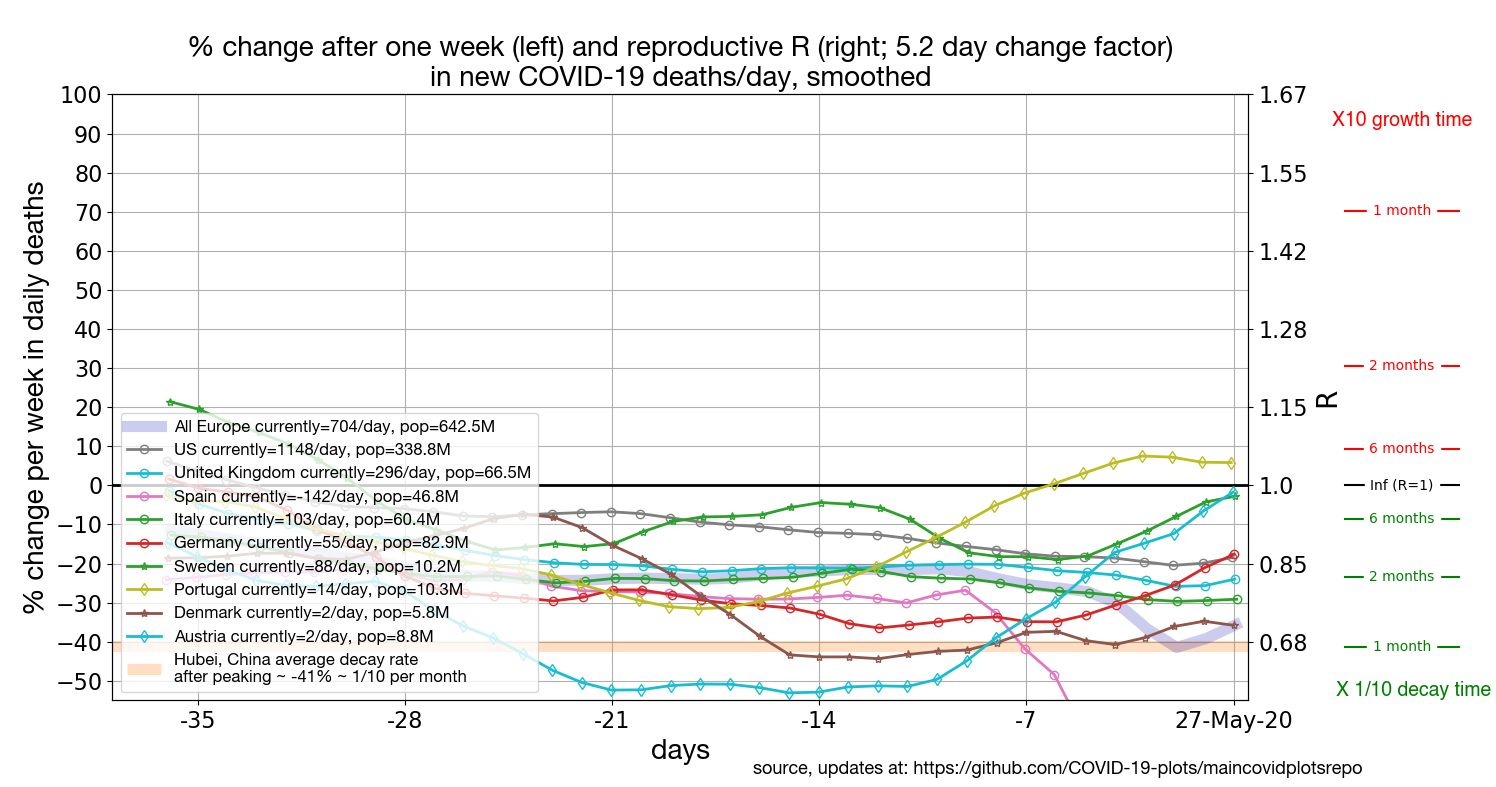 % change after one week (left) and reproductive R (right; 5.2 day change factor)
in new COVID-19 deaths/day, smoothed
% change per week in daily deaths
100
90
80
70
60
50
40
30
20
10
0
−10
−20
−30
−40
−50
All Europe currently=704/day, pop=642.5M
US currently=1148/day, pop=338.8M
United Kingdom currently=296/day, pop=66.5M
Spain currently=-142/day, pop=46.8M
Italy currently=103/day, pop=60.4M
Germany currently=55/day, pop=82.9M
Sweden currently=88/day, pop=10.2M
Portugal currently=14/day, pop=10.3M
Denmark currently=2/day, pop=5.8M
Austria currently=2/day, pop=8.8M
Hubei, China average decay rate
after peaking ~ -41% ~ 1/10 per month
-35
-28
-21
-14
-7
27-May-20
days
1.67
1.55
1.42
1.28
1.15
1.0
0.85
0.68
R
X10 growth time
1 month
2 months
6 months
Inf (R=1)
6 months
2 months
1 month
X 1/10 decay time
source, updates at: https://github.com/COVID-19-plots/maincovidplotsrepo